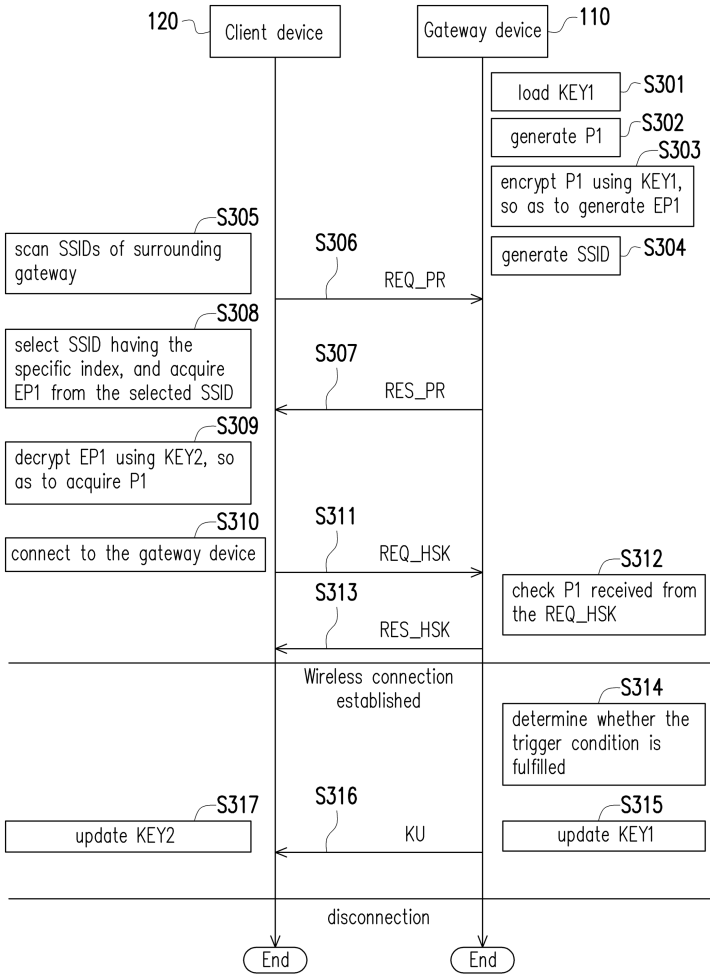 120
Client device
Gateway device
110
load KEY1
S301
generate P1
S302
S303
encrypt P1 using KEY1,
so as to generate EP1
S305
scan SSIDs of surrounding
gateway
S304
generate SSID
S306
REQ_PR
S308
select SSID having the
specific index, and acquire
EP1 from the selected SSID
S307
RES_PR
S309
decrypt EP1 using KEY2, so
as to acquire P1
S310
connect to the gateway device
S311
REQ_HSK
S312
check P1 received from
the REQ_HSK
S313
RES_HSK
Wireless connection
established
S314
determine whether the
trigger condition is
fulfilled
S317
update KEY2
S316
KU
S315
update KEY1
disconnection
End
End